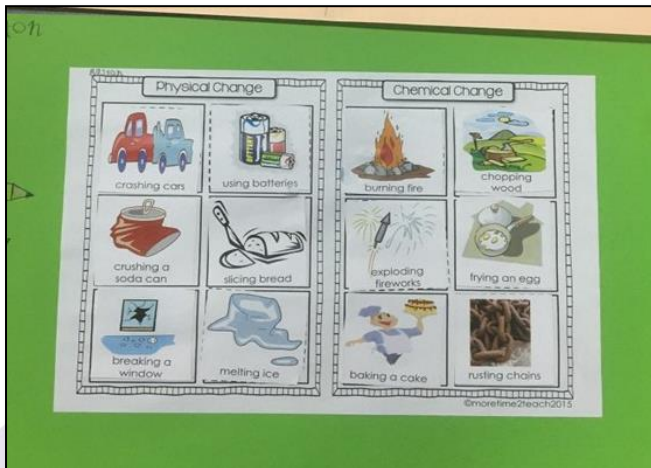 on
Physical Change
Chemical Change
crashing cars
using batteries
burning fire
chopping
wood
crushing a
soda can
slicing bread
exploding
fireworks
frying an egg
breaking a
window
melting ice
baking a cake
rusting chains
©moretime2teach2015